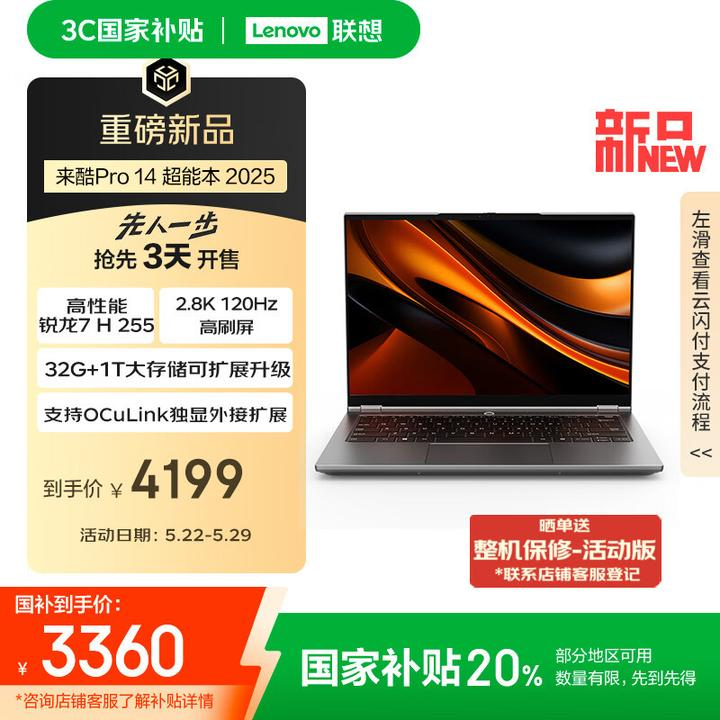 3C国家补贴
Lenovo 联想
重磅新品
来酷Pro 14 超能本 2025
先人一步
抢先 3天 开售
高性能
锐龙7 H 255
2.8K 120Hz
高刷屏
32G+1T大存储可扩展升级
支持OCuLink独显外接扩展
到手价 ¥ 4199
活动日期：5.22-5.29
新品
NEW
左滑查看云闪付支付流程
<<
晒单送
整机保修-活动版
*联系店铺客服登记
国补到手价：
¥ 3360
*咨询店铺客服了解补贴详情
国家补贴20%
部分地区可用
数量有限，先到先得